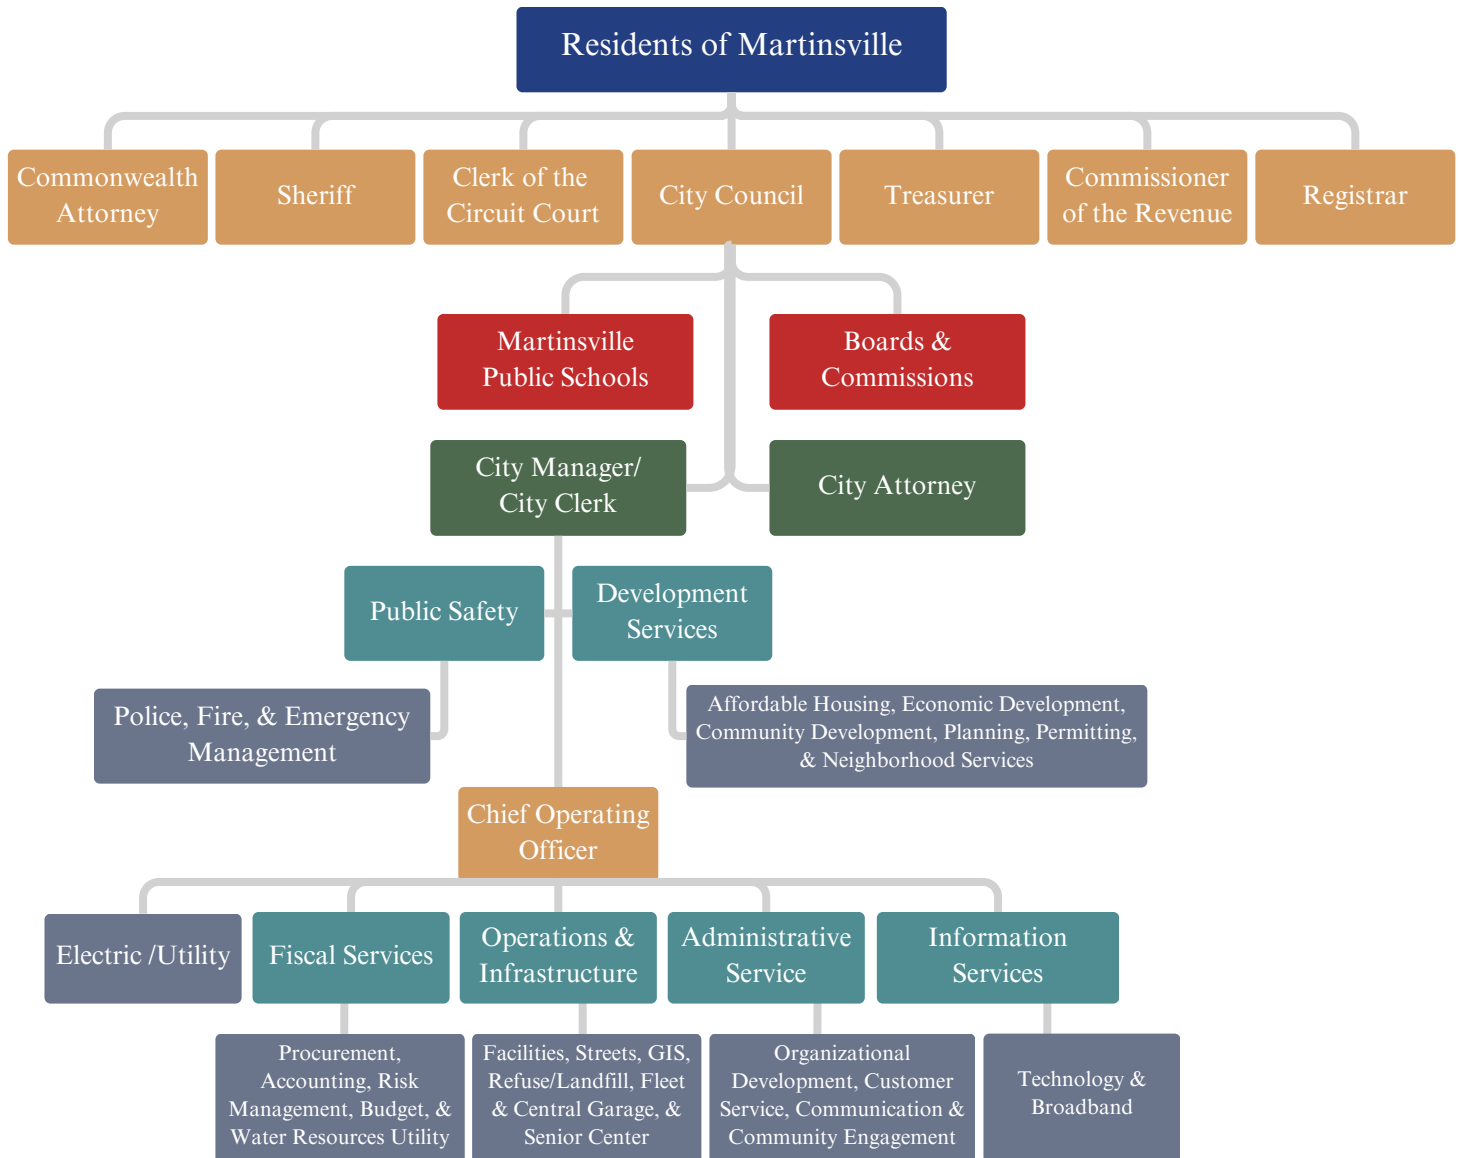 Residents of Martinsville
Commonwealth
Attorney
Sheriff
Clerk of the
Circuit Court
City Council
Treasurer
Commissioner
of the Revenue
Registrar
Martinsville
Public Schools
Boards &
Commissions
City Manager/
City Clerk
City Attorney
Public Safety
Development
Services
Police, Fire, & Emergency
Management
Affordable Housing, Economic Development,
Community Development, Planning, Permitting,
& Neighborhood Services
Chief Operating
Officer
Electric /Utility
Fiscal Services
Operations &
Infrastructure
Administrative
Service
Information
Services
Procurement,
Accounting, Risk
Management, Budget, &
Water Resources Utility
Facilities, Streets, GIS,
Refuse/Landfill, Fleet
& Central Garage, &
Senior Center
Organizational
Development, Customer
Service, Communication &
Community Engagement
Technology &
Broadband